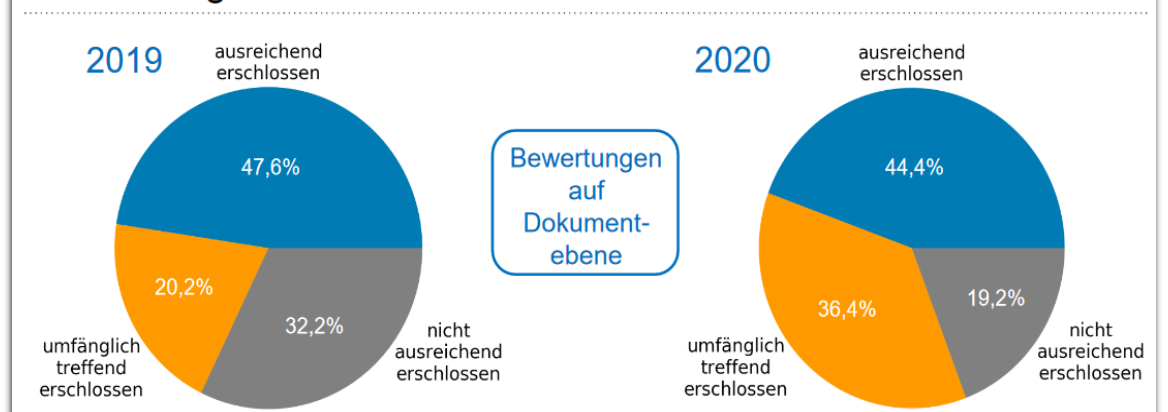 2019
ausreichend
erschlossen
47,6%
20,2%
32,2%
umfänglich
treffend
erschlossen
nicht
ausreichend
erschlossen
Bewertungen
auf
Dokument-
ebene
2020
ausreichend
erschlossen
44,4%
36,4%
19,2%
umfänglich
treffend
erschlossen
nicht
ausreichend
erschlossen